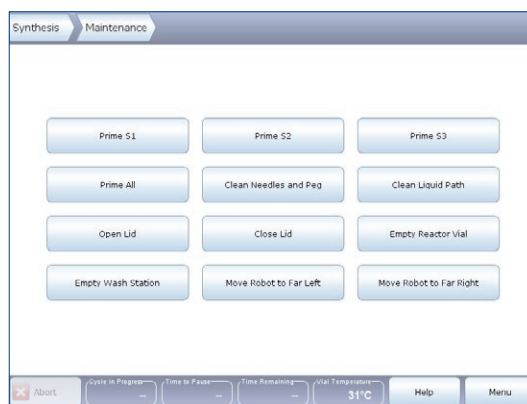 Synthesis Maintenance
Prime S1 Prime S2 Prime S3
Prime All Clean Needles and Peg Clean Liquid Path
Open Lid Close Lid Empty Reactor Vial
Empty Wash Station Move Robot to Far Left Move Robot to Far Right
Cycle in Progress Time to Pause Time Remaining Vial Temperature
Abort -- -- -- 31°C Help Menu